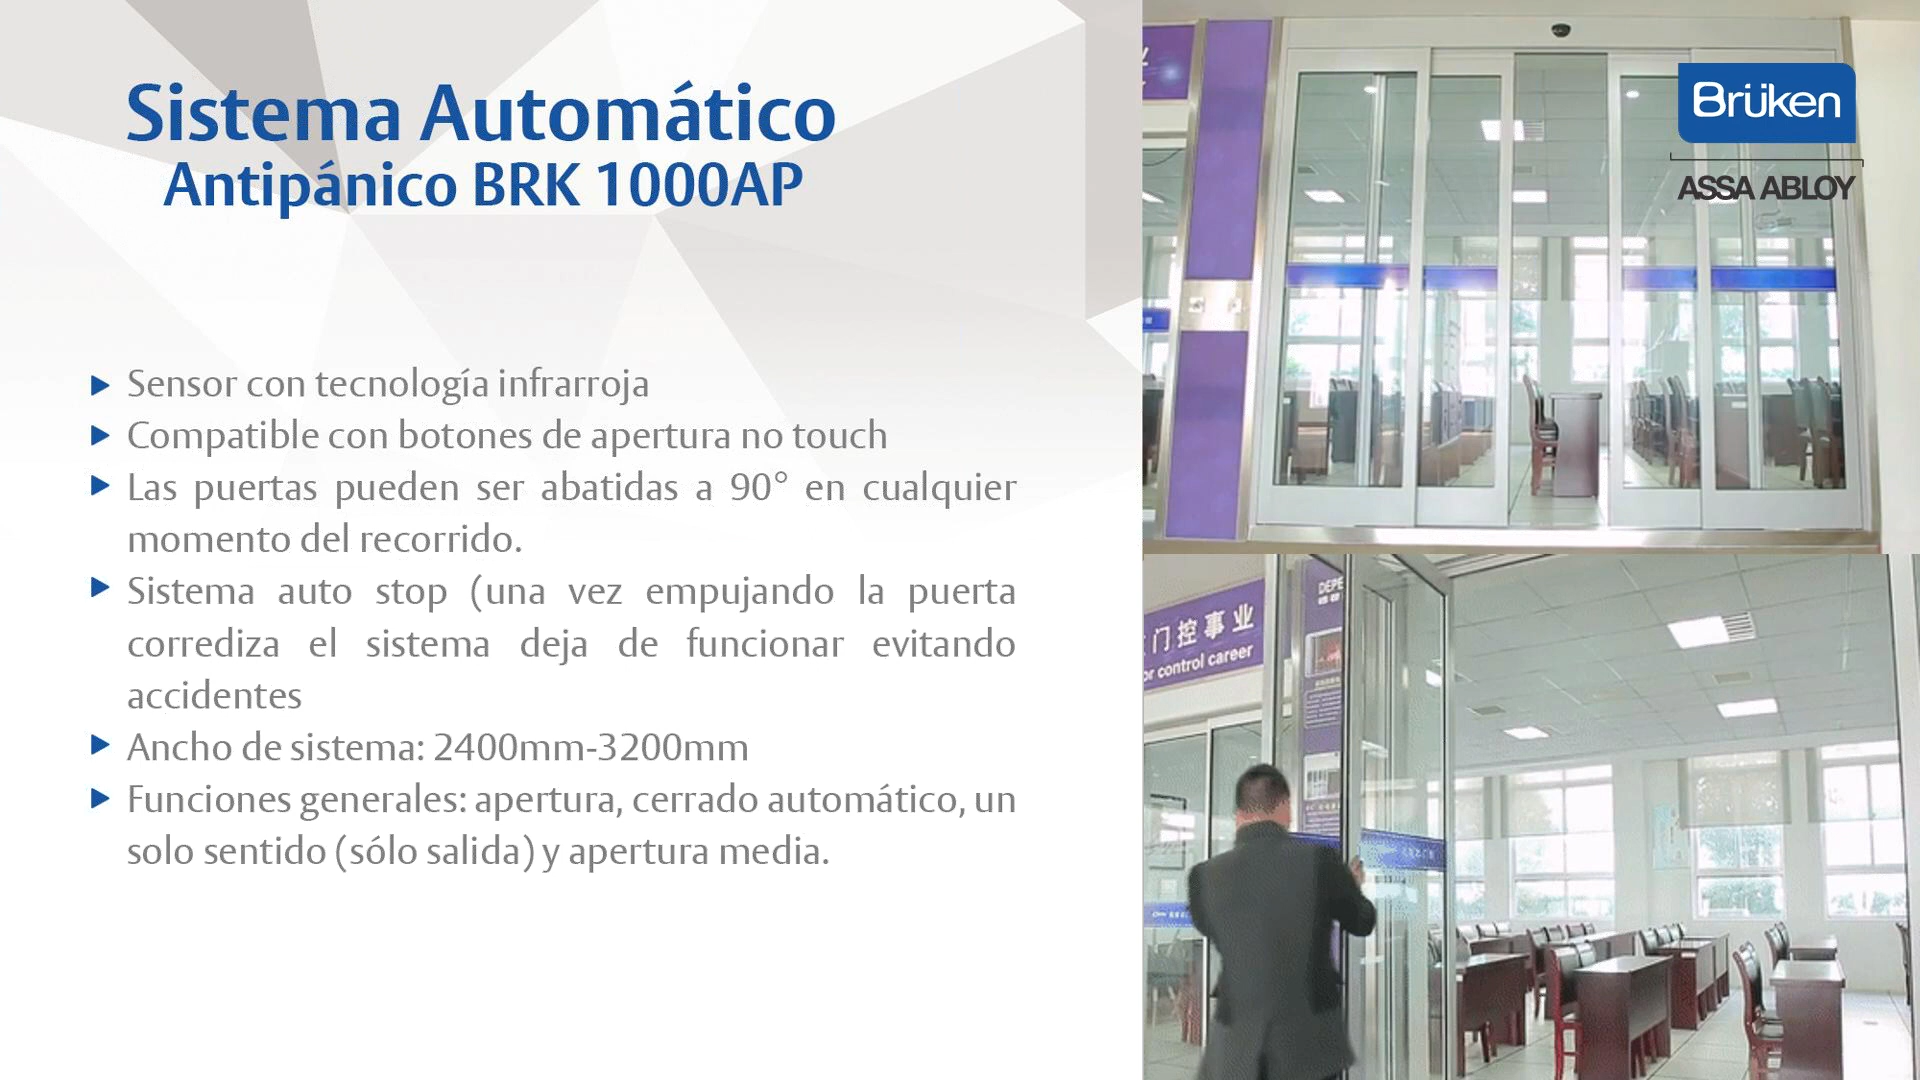 Sistema Automático
Antipánico BRK 1000AP
Sensor con tecnología infrarroja
Compatible con botones de apertura no touch
Las puertas pueden ser abatidas a 90° en cualquier
momento del recorrido.
Sistema auto stop (una vez empujando la puerta
corrediza el sistema deja de funcionar evitando
accidentes
Ancho de sistema: 2400mm-3200mm
Funciones generales: apertura, cerrado automático, un
solo sentido (sólo salida) y apertura media.
Brüken
ASSA ABLOY
门控事业
control career